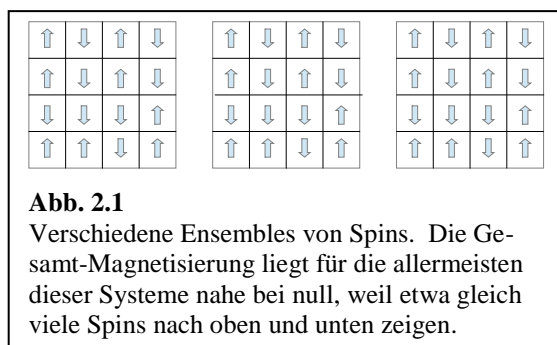 Abb. 2.1
Verschiedene Ensembles von Spins. Die Ge-
samt-Magnetisierung liegt für die allermeisten
dieser Systeme nahe bei null, weil etwa gleich
viele Spins nach oben und unten zeigen.